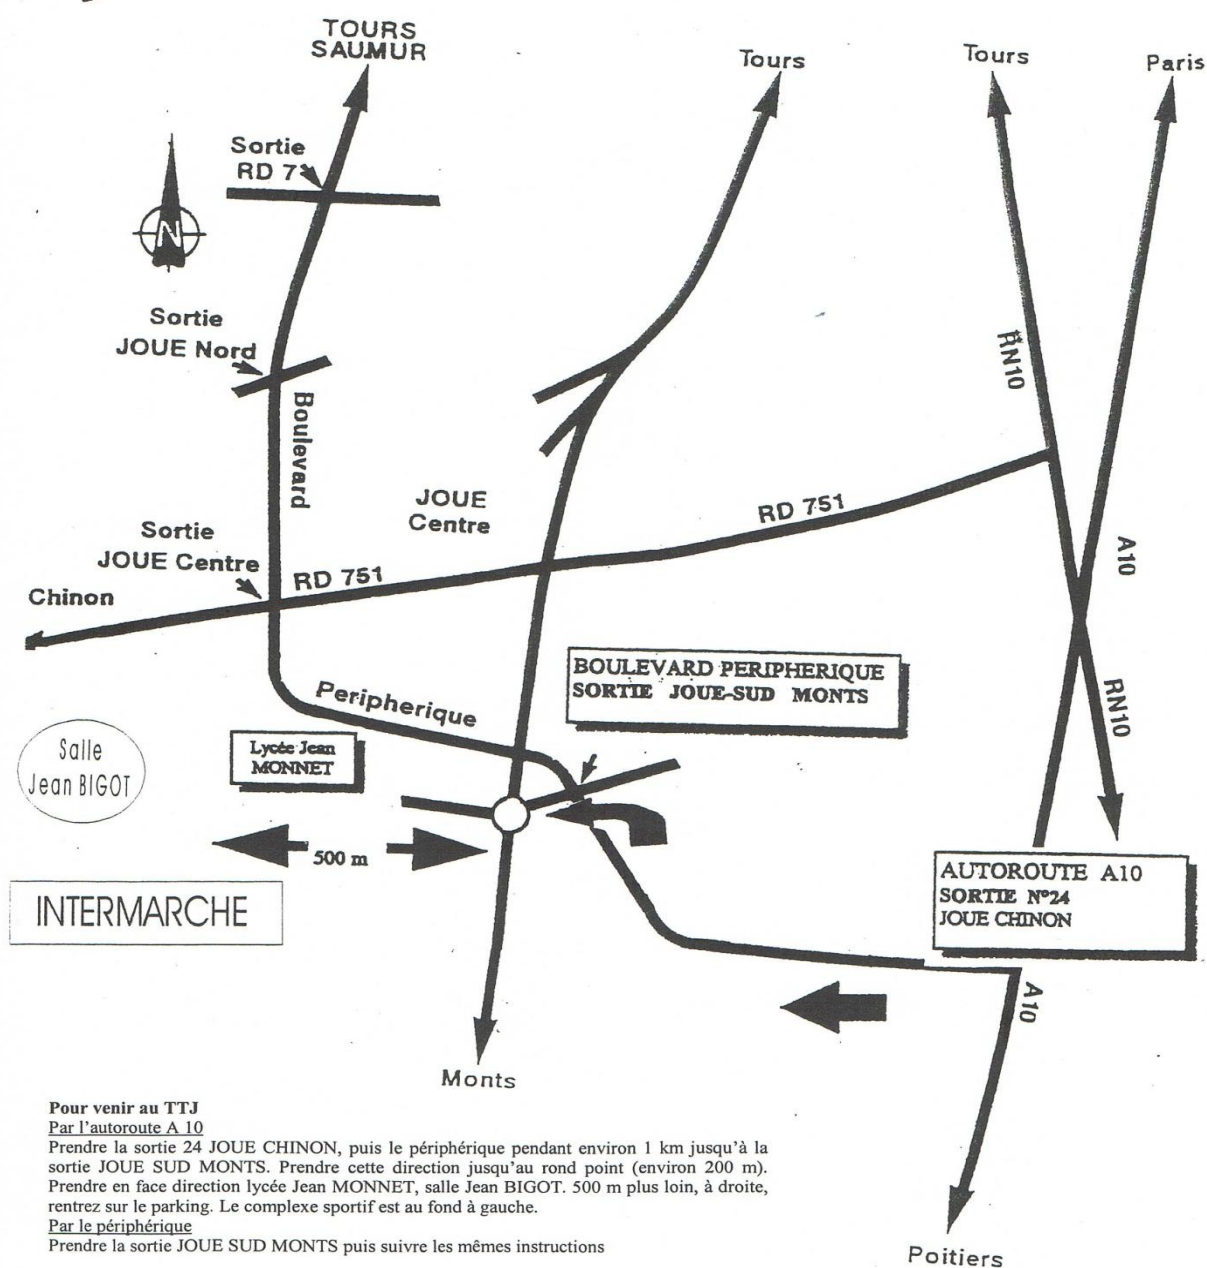 TOURS
SAUMUR
Tours
Tours
Paris
Sortie
RD 7
N
Sortie
JOUE Nord
Boulevard
RN10
JOUE
Centre
RD 751
A10
Sortie
JOUE Centre
RD 751
Chinon
BOULEVARD PERIPHERIQUE
SORTIE JOUE-SUD MONTS
Peripherique
RN10
Salle
Jean BIGOT
Lycée Jean
MONNET
500 m
INTERMARCHE
AUTOROUTE A10
SORTIE N°24
JOUE CHINON
A10
Monts
Pour venir au TTJ
Par l'autoroute A 10
Prendre la sortie 24 JOUE CHINON, puis le périphérique pendant environ 1 km jusqu'à la
sortie JOUE SUD MONTS. Prendre cette direction jusqu'au rond point (environ 200 m).
Prendre en face direction lycée Jean MONNET, salle Jean BIGOT. 500 m plus loin, à droite,
rentrez sur le parking. Le complexe sportif est au fond à gauche.
Par le périphérique
Prendre la sortie JOUE SUD MONTS puis suivre les mêmes instructions
Poitiers